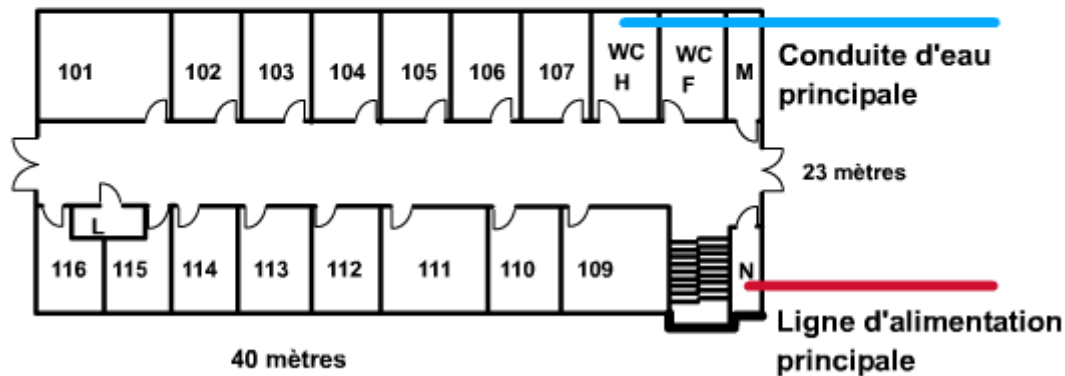 101
102
103
104
105
106
107
WC
H
WC
F
M
Conduite d'eau
principale
23 mètres
L
116
115
114
113
112
111
110
109
N
Ligne d'alimentation
principale
40 mètres